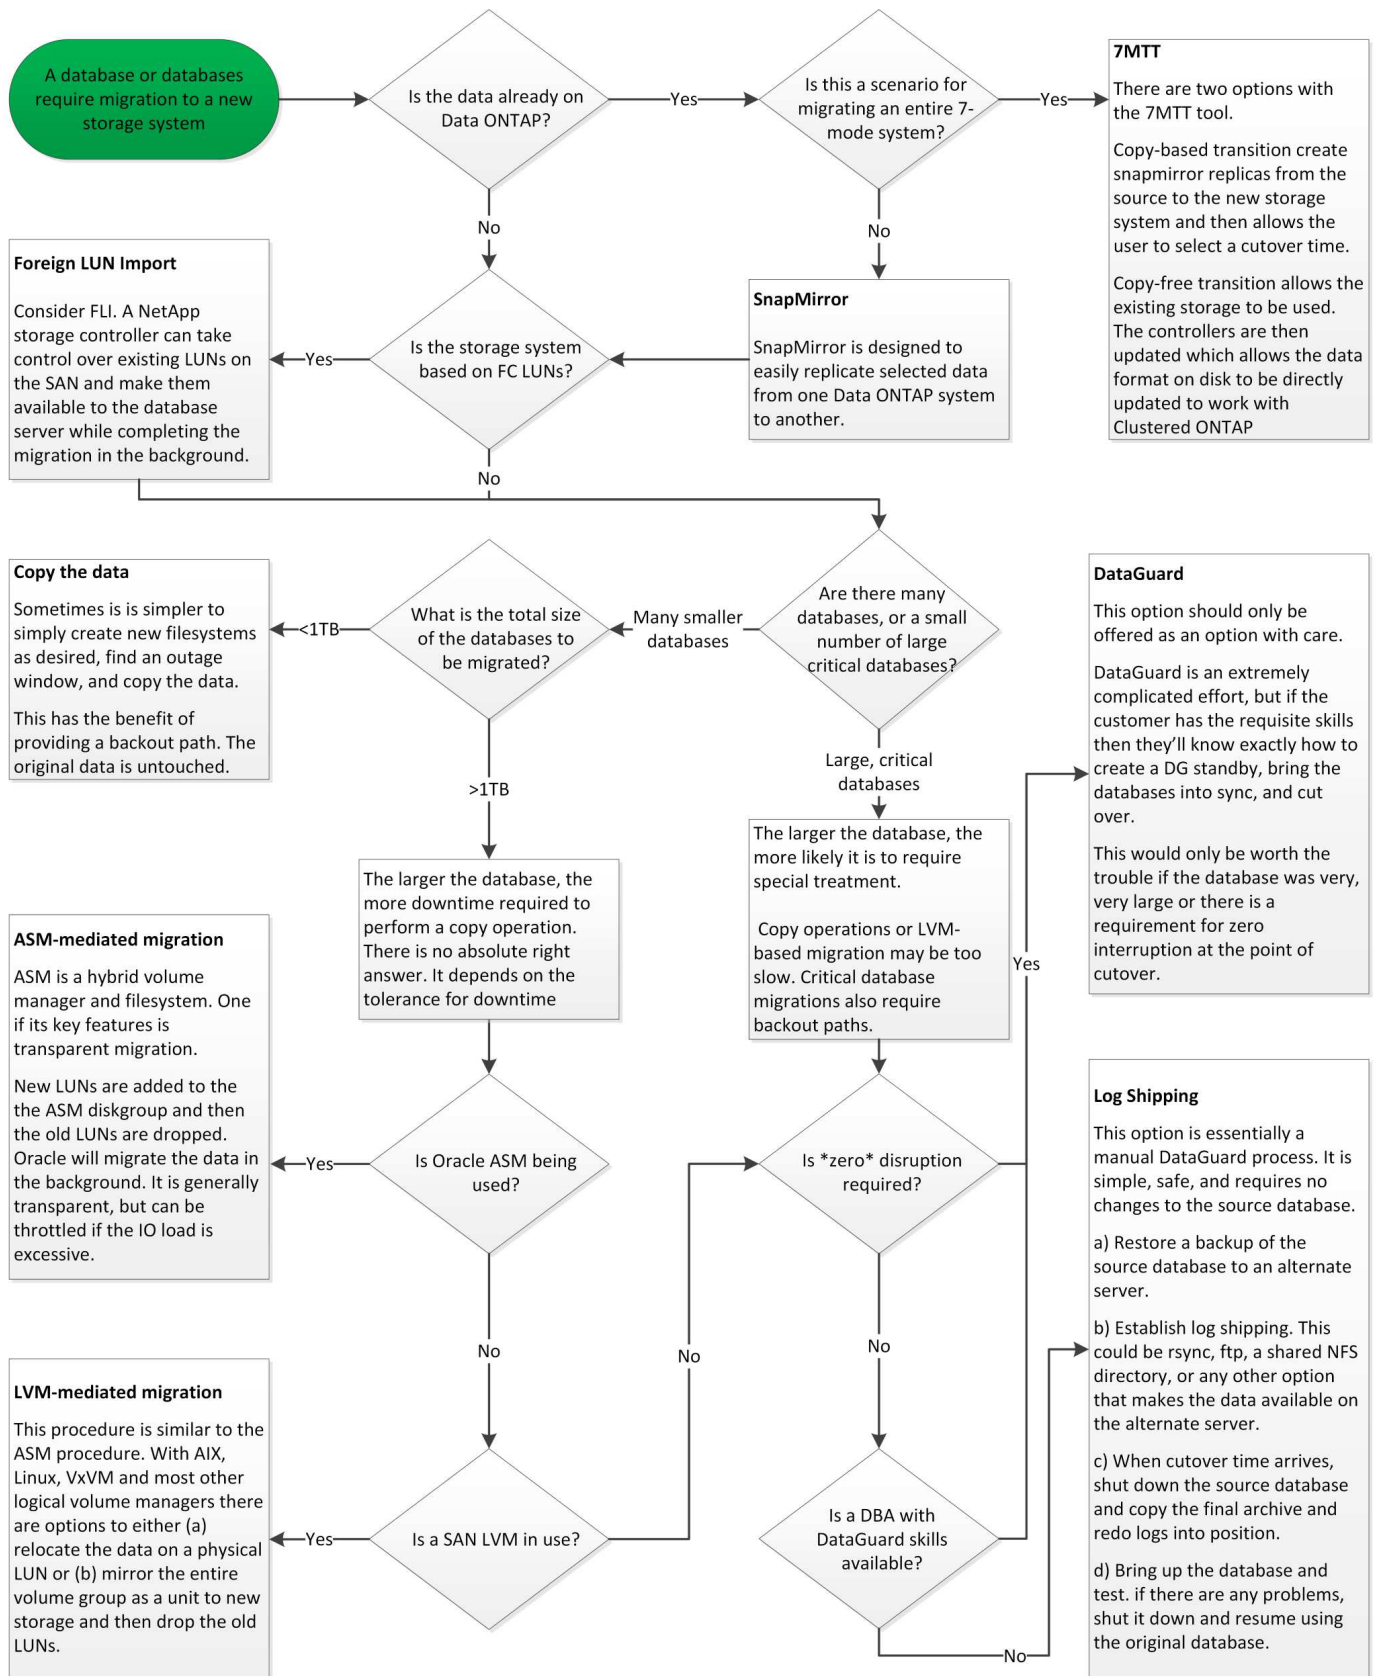 A database or databases
require migration to a new
storage system
Is the data already on
Data ONTAP?
Yes
Is this a scenario for
migrating an entire 7-
mode system?
Yes
7MTT
There are two options with
the 7MTT tool.
Copy-based transition create
snapmirror replicas from the
source to the new storage
system and then allows the
user to select a cutover time.
Copy-free transition allows the
existing storage to be used.
The controllers are then
updated which allows the data
format on disk to be directly
updated to work with
Clustered ONTAP
No
No
Foreign LUN Import
Consider FLI. A NetApp
storage controller can take
control over existing LUNs on
the SAN and make them
available to the database
server while completing the
migration in the background.
Yes
Is the storage system
based on FC LUNs?
SnapMirror
SnapMirror is designed to
easily replicate selected data
from one Data ONTAP system
to another.
No
Copy the data
Sometimes is is simpler to
simply create new filesystems
as desired, find an outage
window, and copy the data.
This has the benefit of
providing a backout path. The
original data is untouched.
<1TB
What is the total size
of the databases to
be migrated?
Many smaller
databases
Are there many
databases, or a small
number of large
critical databases?
DataGuard
This option should only be
offered as an option with care.
DataGuard is an extremely
complicated effort, but if the
customer has the requisite skills
then they’ll know exactly how to
create a DG standby, bring the
databases into sync, and cut
over.
This would only be worth the
trouble if the database was very,
very large or there is a
requirement for zero
interruption at the point of
cutover.
>1TB
Large, critical
databases
The larger the database, the
more downtime required to
perform a copy operation.
There is no absolute right
answer. It depends on the
tolerance for downtime
The larger the database, the
more likely it is to require
special treatment.
Copy operations or LVM-
based migration may be too
slow. Critical database
migrations also require
backout paths.
Yes
ASM-mediated migration
ASM is a hybrid volume
manager and filesystem. One
if its key features is
transparent migration.
New LUNs are added to the
the ASM diskgroup and then
the old LUNs are dropped.
Oracle will migrate the data in
the background. It is generally
transparent, but can be
throttled if the IO load is
excessive.
Yes
Is Oracle ASM being
used?
Is *zero* disruption
required?
Log Shipping
This option is essentially a
manual DataGuard process. It is
simple, safe, and requires no
changes to the source database.
a) Restore a backup of the
source database to an alternate
server.
b) Establish log shipping. This
could be rsync, ftp, a shared NFS
directory, or any other option
that makes the data available on
the alternate server.
c) When cutover time arrives,
shut down the source database
and copy the final archive and
redo logs into position.
d) Bring up the database and
test. if there are any problems,
shut it down and resume using
the original database.
No
No
No
LVM-mediated migration
This procedure is similar to the
ASM procedure. With AIX,
Linux, VxVM and most other
logical volume managers there
are options to either (a)
relocate the data on a physical
LUN or (b) mirror the entire
volume group as a unit to new
storage and then drop the old
LUNs.
Yes
Is a SAN LVM in use?
Is a DBA with
DataGuard skills
available?
No